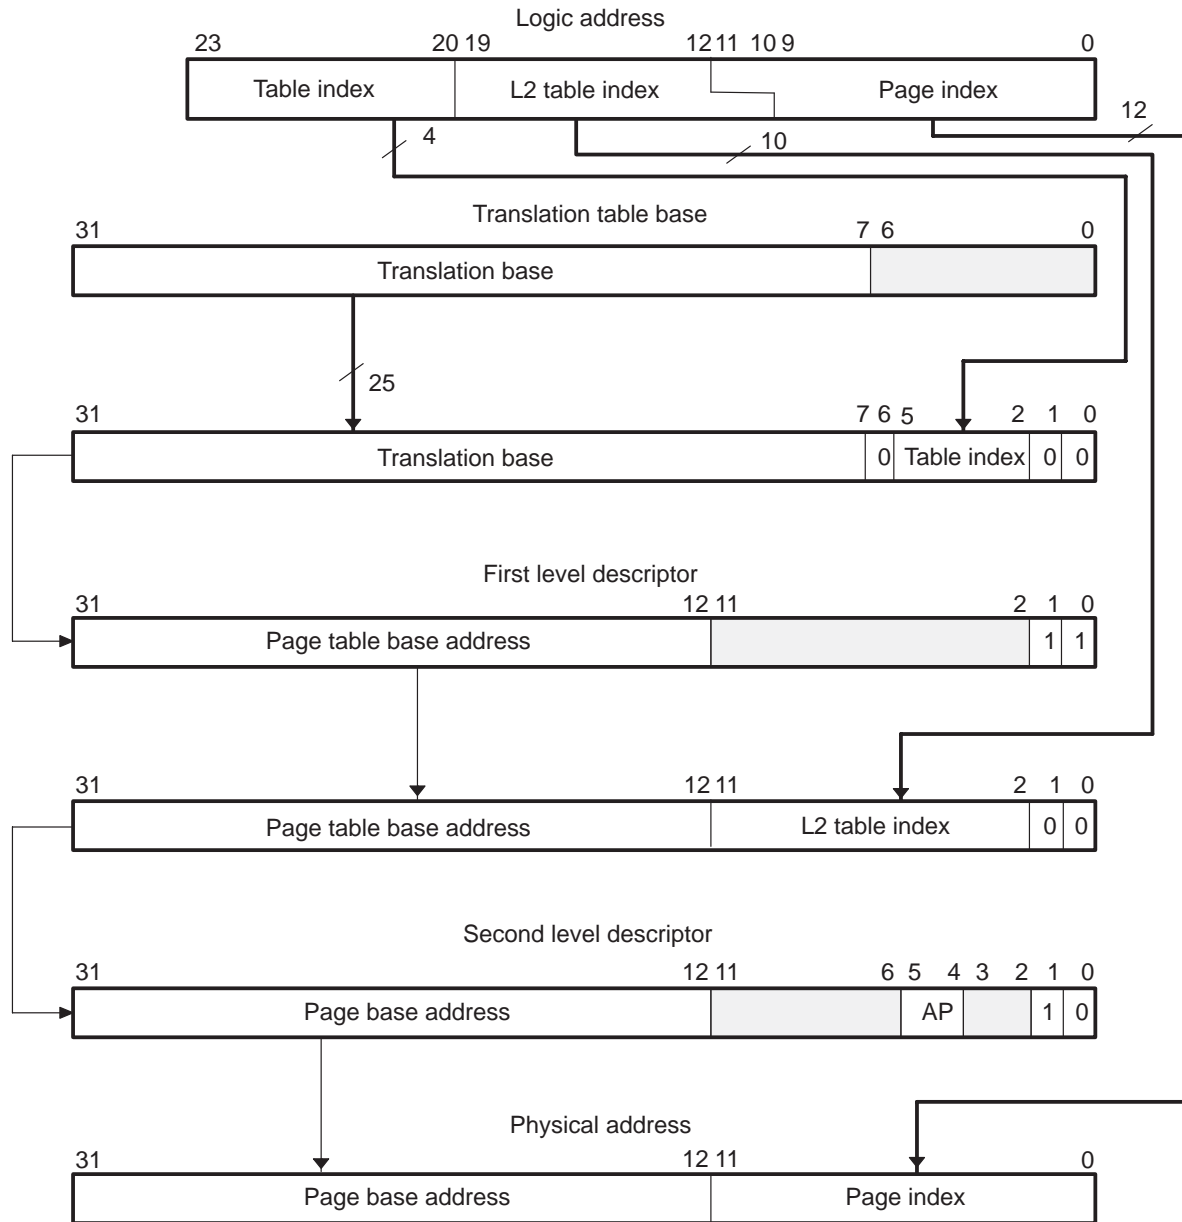 Logic address
23 20 19 12 11 10 9 0
Table index L2 table index Page index
12
4 10
Translation table base
31 7 6 0
Translation base
25
31 7 6 5 2 1 0
Translation base 0 Table index 0 0
First level descriptor
31 12 11 2 1 0
Page table base address 1 1
31 12 11 2 1 0
Page table base address L2 table index 0 0
Second level descriptor
31 12 11 6 5 4 3 2 1 0
Page base address AP 1 0
Physical address
31 12 11 0
Page base address Page index